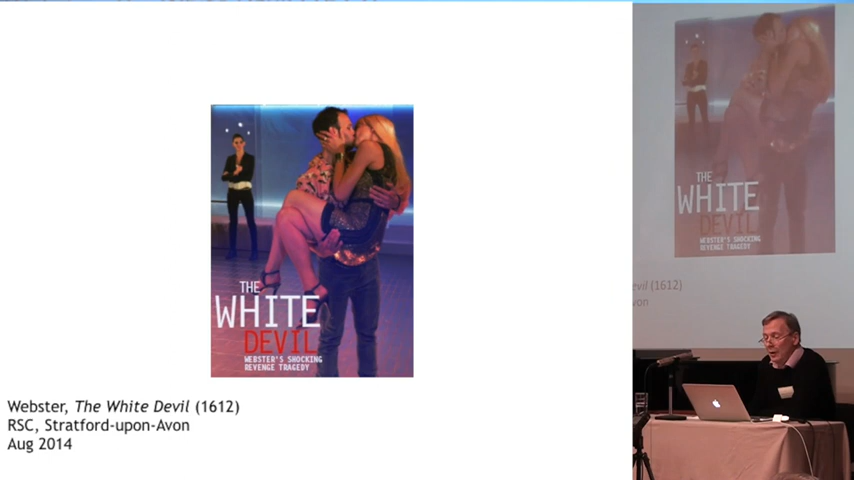 THE
WHITE
DEVIL
WEBSTER'S SHOCKING
REVENGE TRAGEDY
Webster, The White Devil (1612)
RSC, Stratford-upon-Avon
Aug 2014
THE
WHITE
DEVIL
WEBSTER'S SHOCKING
REVENGE TRAGEDY
evil (1612)
von